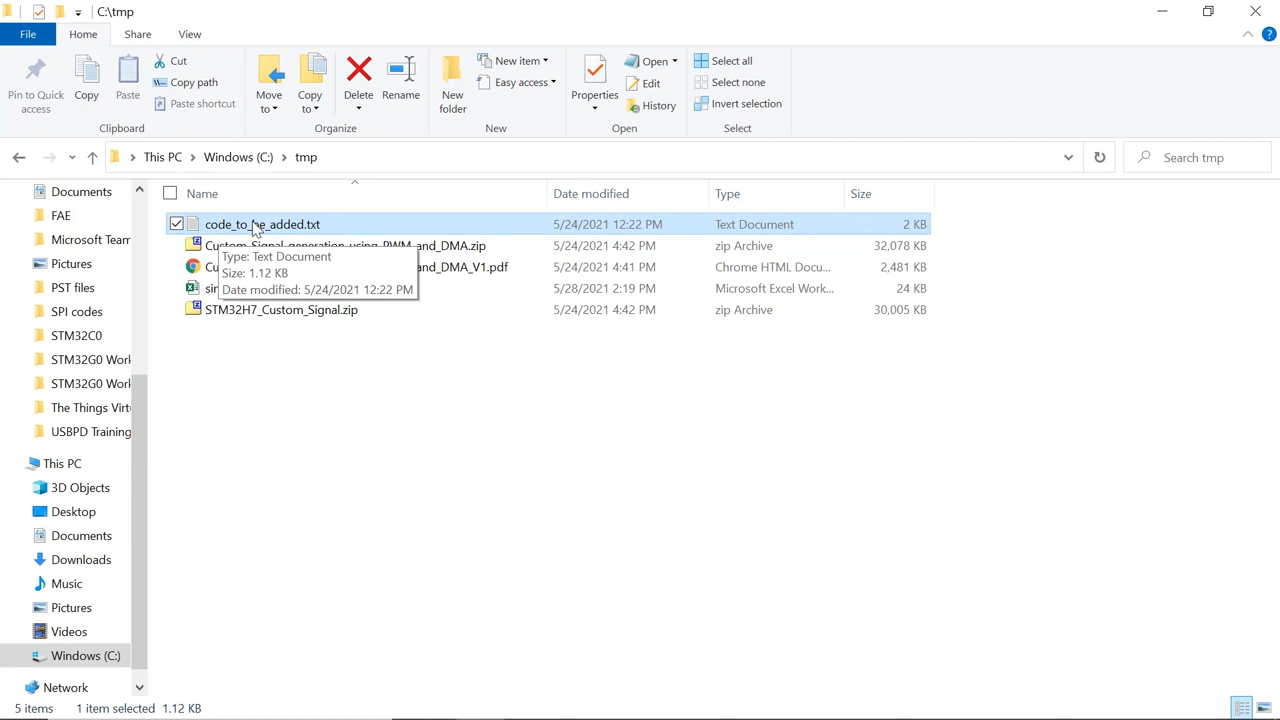 C:\tmp
File Home Share View
Pin to Quick access
Copy
Paste
Cut
Copy path
Paste shortcut
Clipboard
Move to
Copy to
Delete
Rename
Organize
New folder
New item
Easy access
New
Properties
Open
Edit
History
Open
Select all
Select none
Invert selection
Select
This PC > Windows (C:) > tmp
Search tmp
Name Date modified Type Size
code_to_be_added.txt 5/24/2021 12:22 PM Text Document 2 KB
Custom_Signal_generation_using_PWM_and_DMA.zip 5/24/2021 4:42 PM zip Archive 32,078 KB
and_DMA_V1.pdf 5/24/2021 4:41 PM Chrome HTML Docu... 2,481 KB
5/28/2021 2:19 PM Microsoft Excel Work... 24 KB
STM32H7_Custom_Signal.zip 5/24/2021 4:42 PM zip Archive 30,005 KB
Type: Text Document
Size: 1.12 KB
Date modified: 5/24/2021 12:22 PM
Documents
FAE
Microsoft Team
Pictures
PST files
SPI codes
STM32C0
STM32G0 Work
STM32G0 Work
The Things Virtu
USBPD Training
This PC
3D Objects
Desktop
Documents
Downloads
Music
Pictures
Videos
Windows (C:)
Network
5 items 1 item selected 1.12 KB